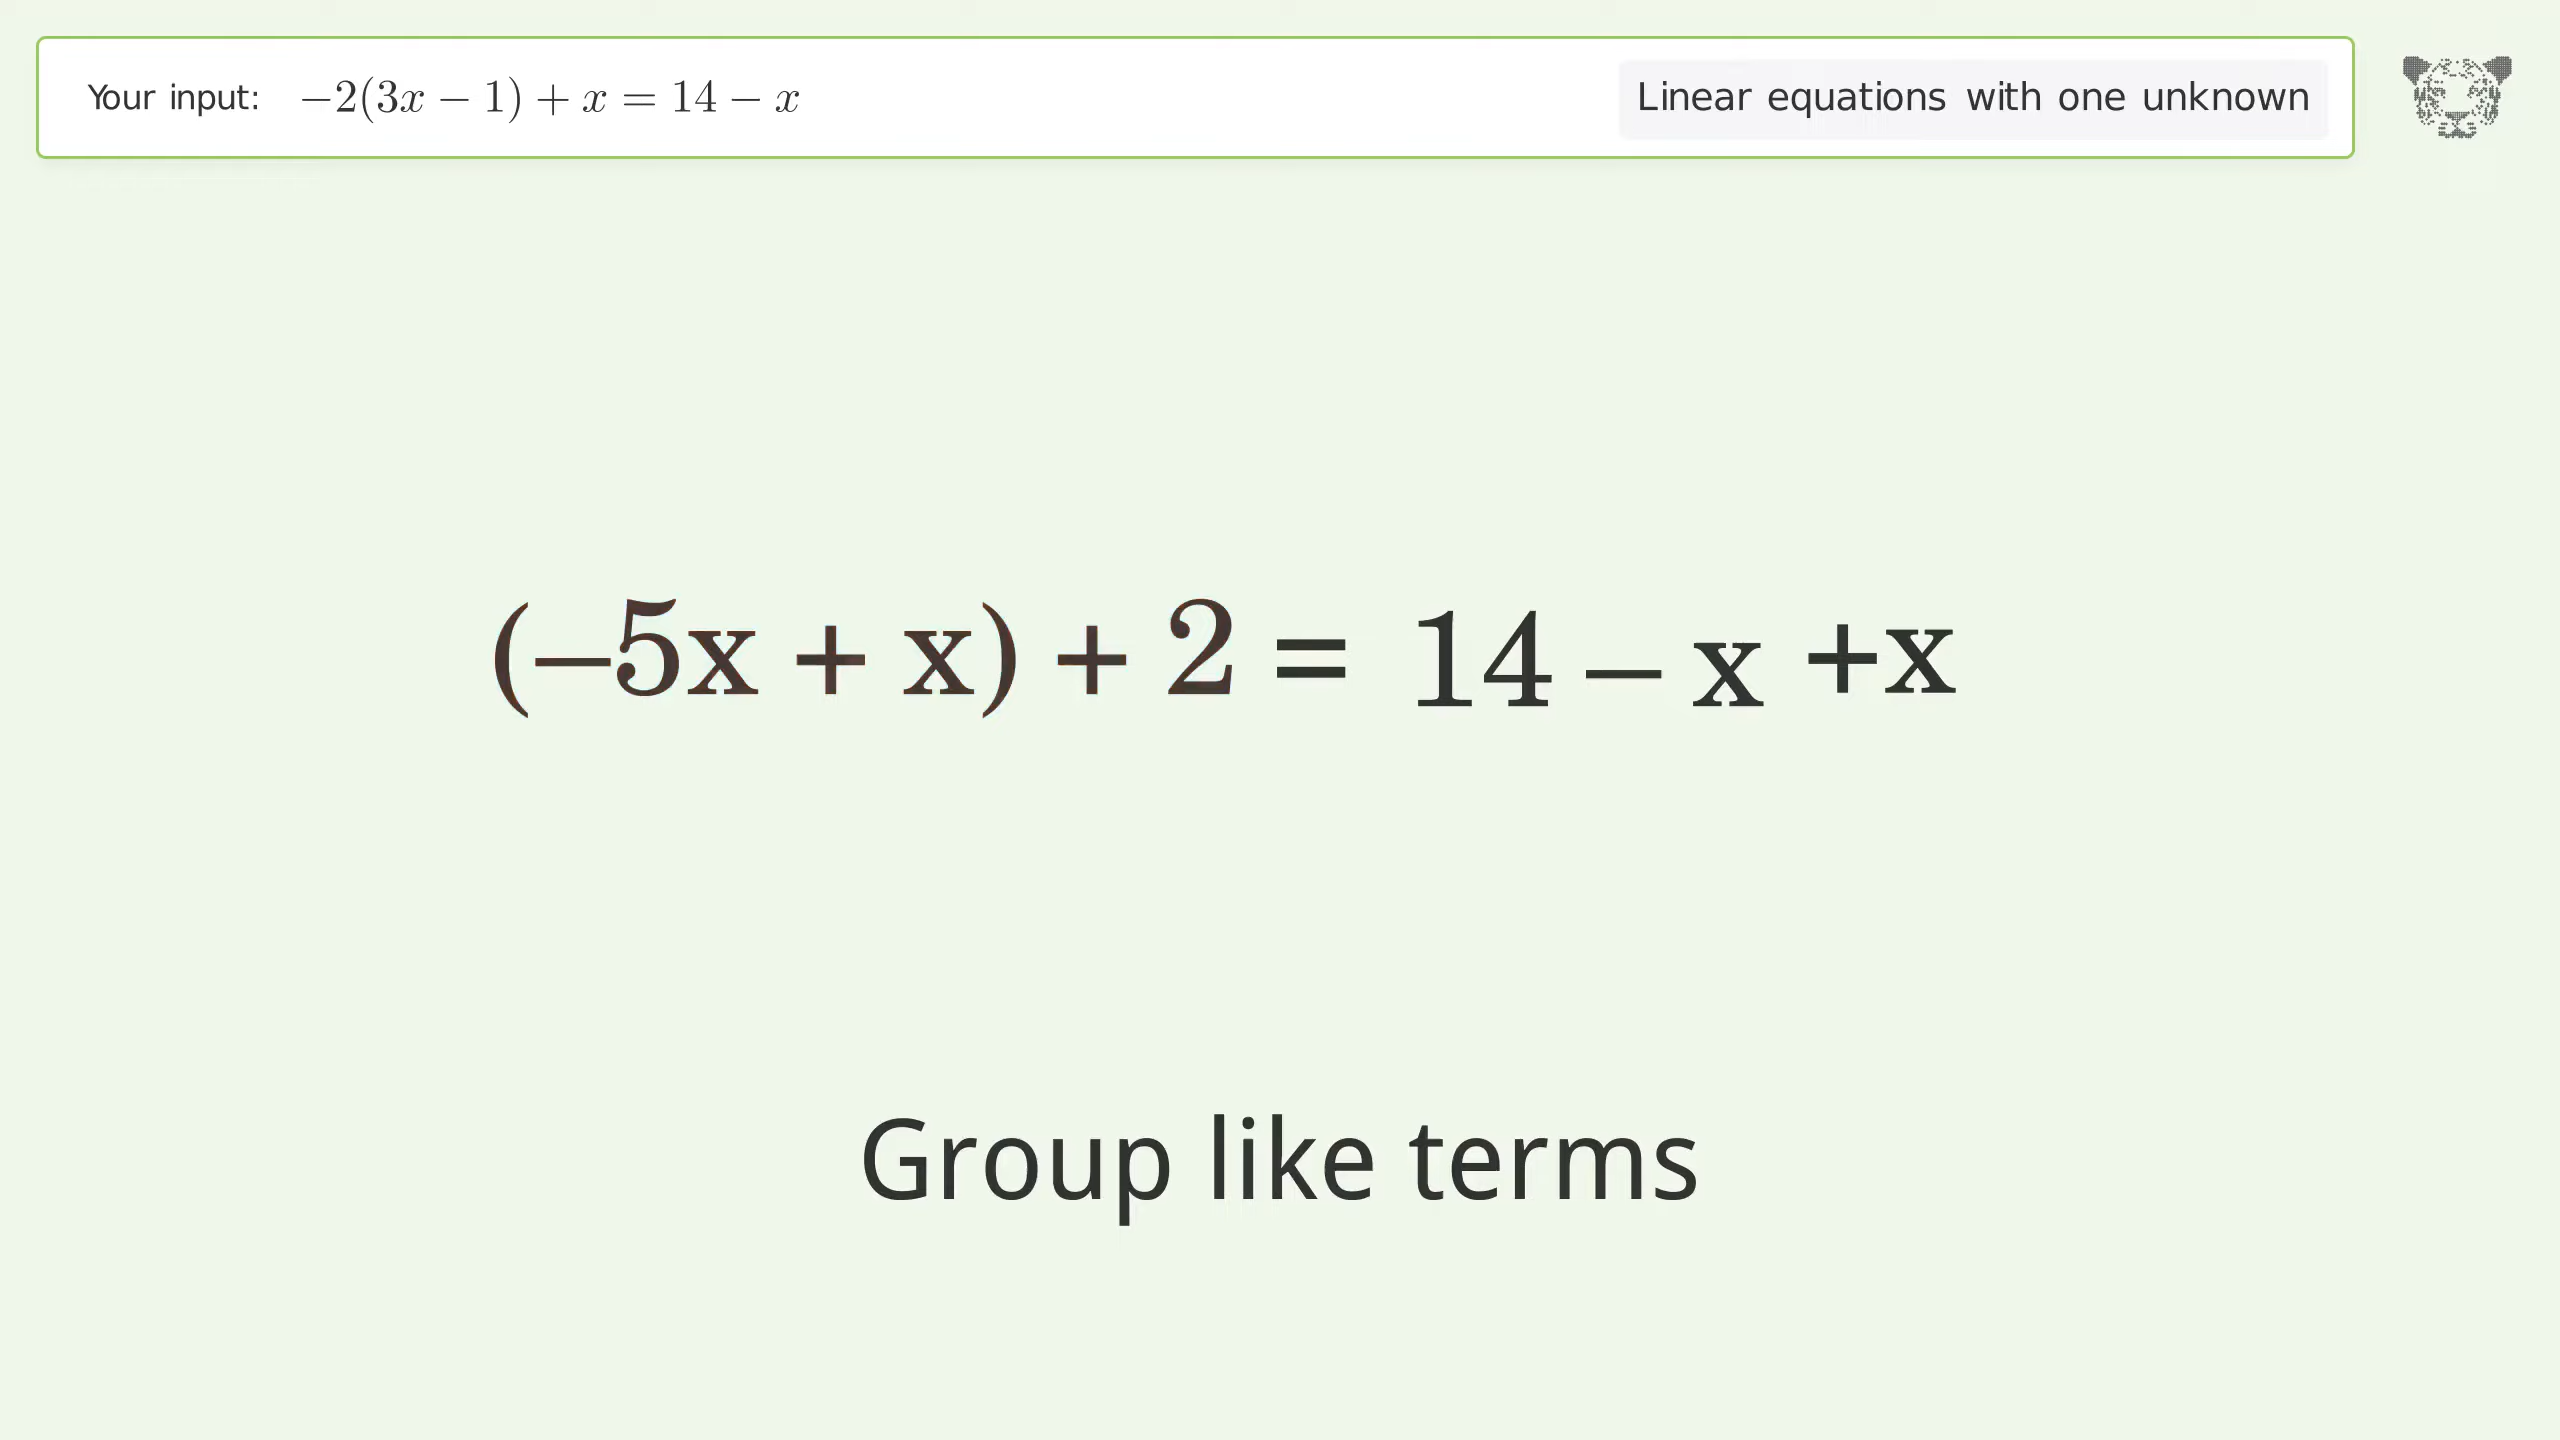 Your input: −2(3x − 1) + x = 14 − x
Linear equations with one unknown
(−5x + x) + 2 = 14 − x +x
Group like terms